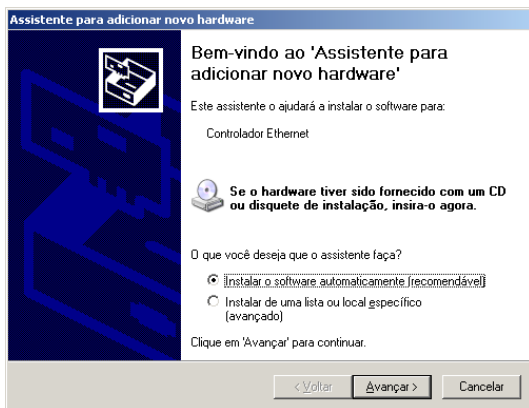 Assistente para adicionar novo hardware
Bem-vindo ao 'Assistente para
adicionar novo hardware'
Este assistente o ajudará a instalar o software para:
Controlador Ethernet
Se o hardware tiver sido fornecido com um CD
ou disquete de instalação, insira-o agora.
O que você deseja que o assistente faça?
Instalar o software automaticamente (recomendável)
Instalar de uma lista ou local específico
(avançado)
Clique em 'Avançar' para continuar.
< Voltar
Avançar >
Cancelar